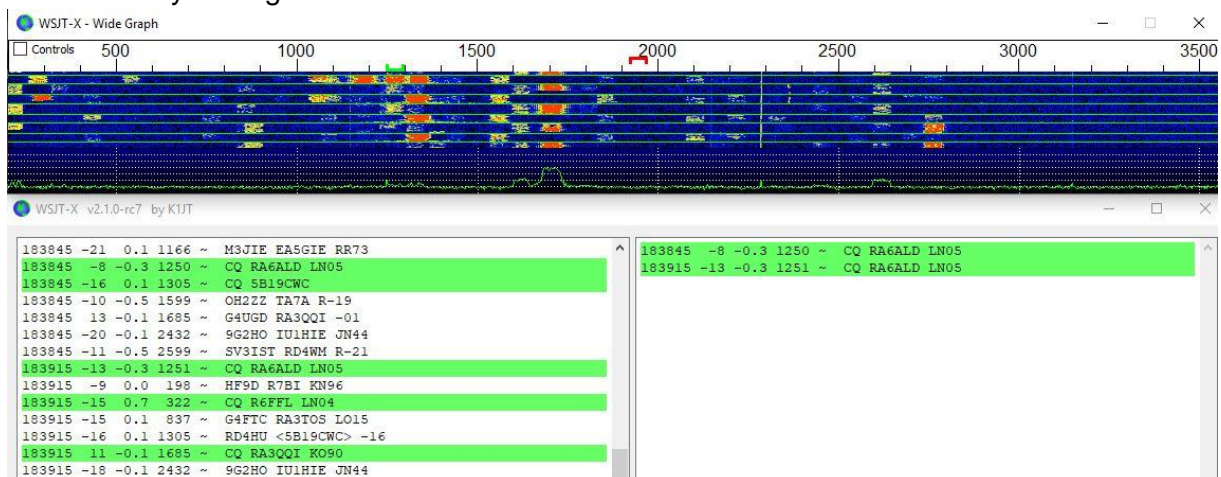 WSJT-X - Wide Graph
Controls 500 1000 1500 2000 2500 3000 3500
WSJT-X v2.1.0-rc7 by K1JT
183845 -21 0.1 1166 ~ M3JIE EA5GIE RR73
183845 -8 -0.3 1250 ~ CQ RA6ALD LN05
183845 -16 0.1 1305 ~ CQ 5B19CWC
183845 -10 -0.5 1599 ~ OH2ZZ TA7A R-19
183845 13 -0.1 1685 ~ G4UGD RA3QQI -01
183845 -20 -0.1 2432 ~ 9G2HO IU1HIE JN44
183845 -11 -0.5 2599 ~ SV3IST RD4WM R-21
183915 -13 -0.3 1251 ~ CQ RA6ALD LN05
183915 -9 0.0 198 ~ HF9D R7BI KN96
183915 -15 0.7 322 ~ CQ R6FFL LN04
183915 -15 0.1 837 ~ G4FTC RA3TOS LO15
183915 -16 0.1 1305 ~ RD4HU <5B19CWC> -16
183915 11 -0.1 1685 ~ CQ RA3QQI KO90
183915 -18 -0.1 2432 ~ 9G2HO IU1HIE JN44
183845 -8 -0.3 1250 ~ CQ RA6ALD LN05
183915 -13 -0.3 1251 ~ CQ RA6ALD LN05